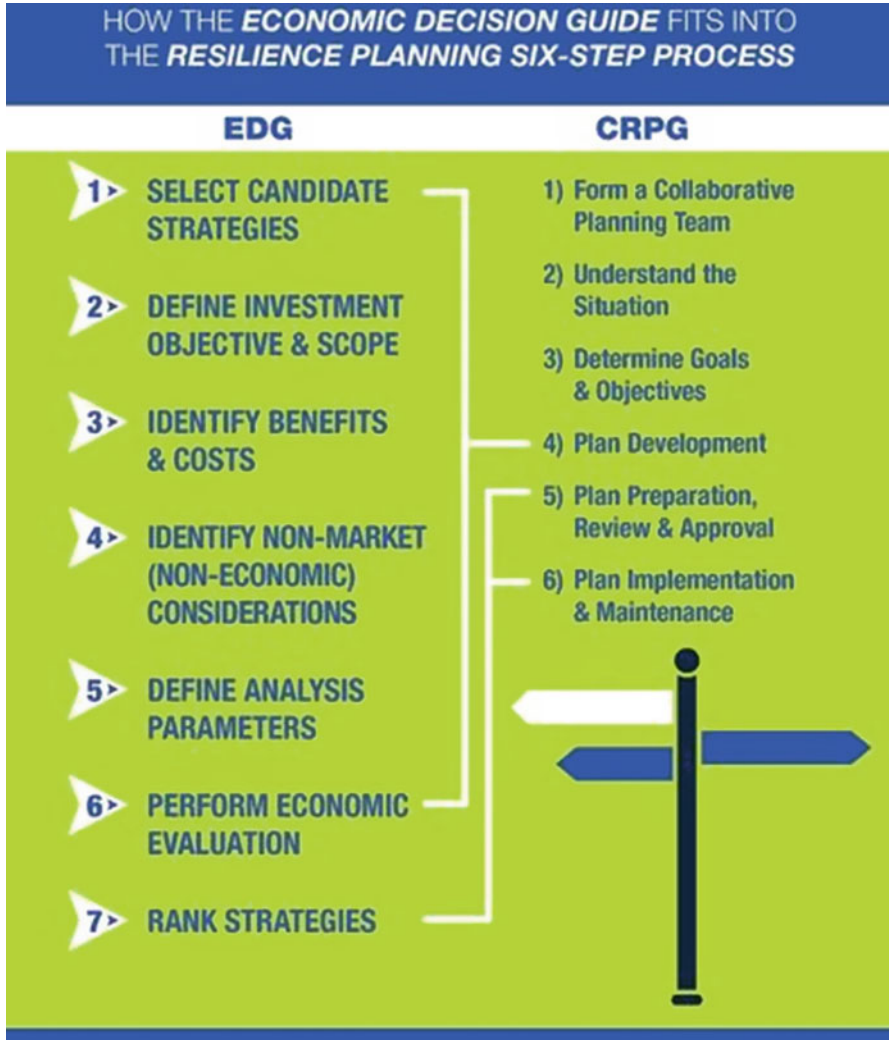 HOW THE ECONOMIC DECISION GUIDE FITS INTO
THE RESILIENCE PLANNING SIX-STEP PROCESS
EDG
1 SELECT CANDIDATE
STRATEGIES
2 DEFINE INVESTMENT
OBJECTIVE & SCOPE
3 IDENTIFY BENEFITS
& COSTS
4 IDENTIFY NON-MARKET
(NON-ECONOMIC)
CONSIDERATIONS
5 DEFINE ANALYSIS
PARAMETERS
6 PERFORM ECONOMIC
EVALUATION
7 RANK STRATEGIES
CRPG
1) Form a Collaborative
Planning Team
2) Understand the
Situation
3) Determine Goals
& Objectives
4) Plan Development
5) Plan Preparation,
Review & Approval
6) Plan Implementation
& Maintenance